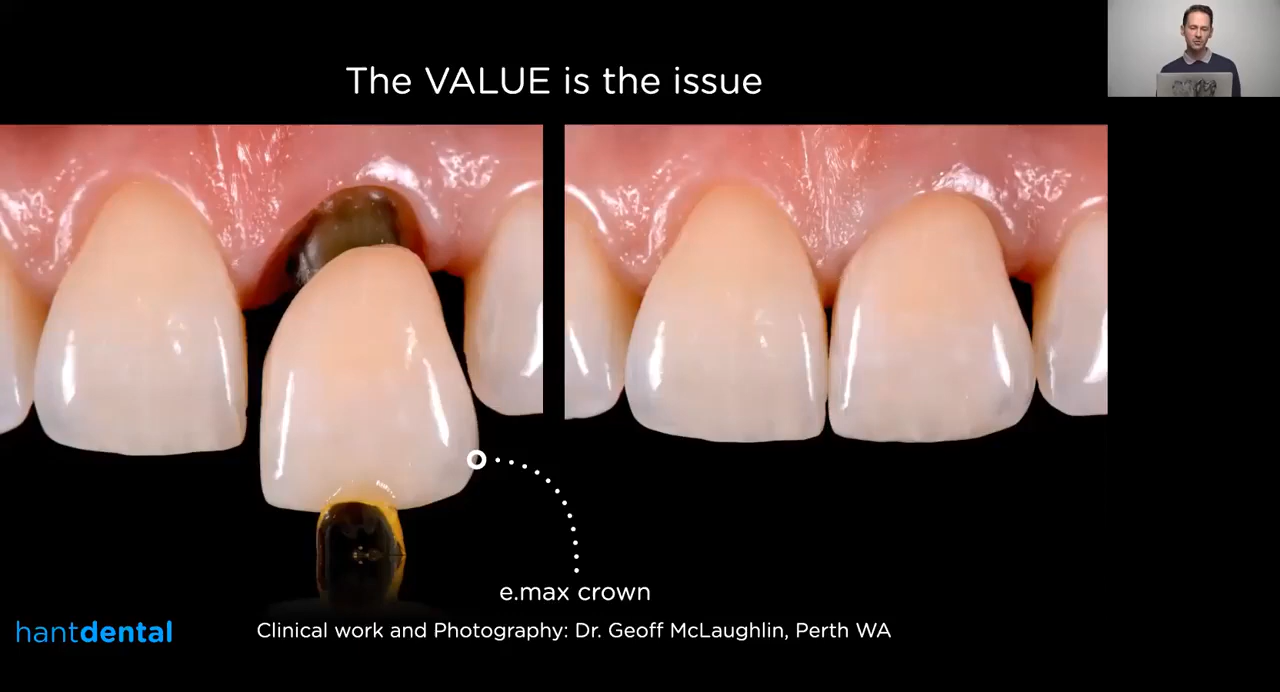 The VALUE is the issue
e.max crown
hantdental
Clinical work and Photography: Dr. Geoff McLaughlin, Perth WA